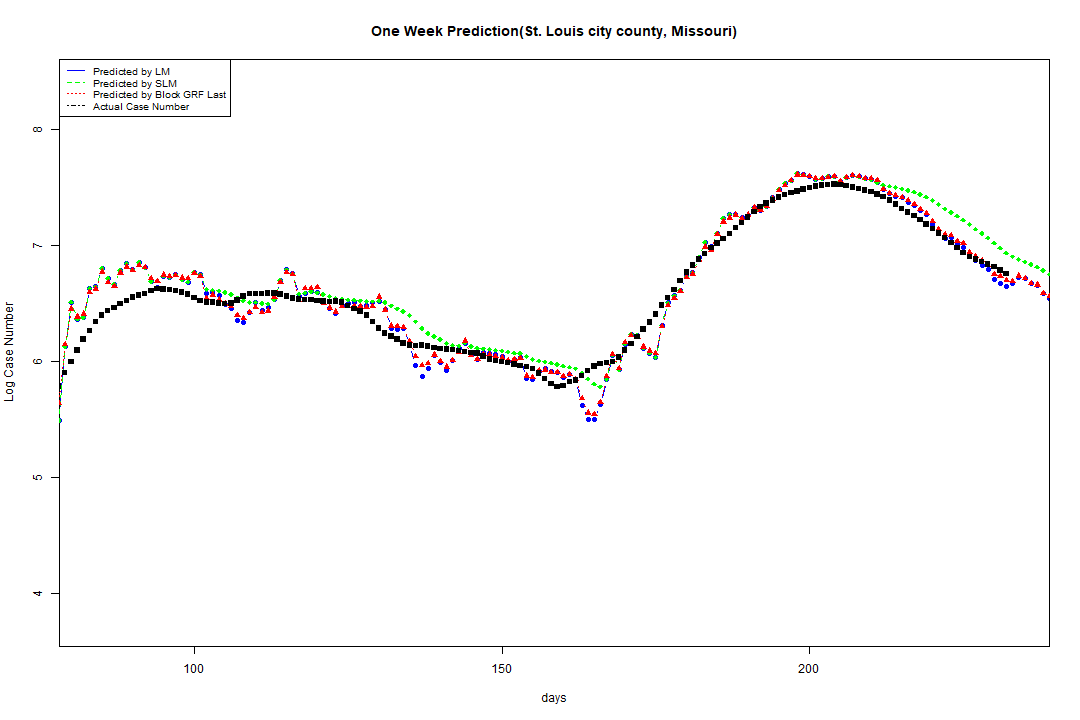 One Week Prediction(St. Louis city county, Missouri)
Predicted by LM
Predicted by SLM
Predicted by Block GRF Last
Actual Case Number
8
7
6
5
4
Log Case Number
100 150 200
days